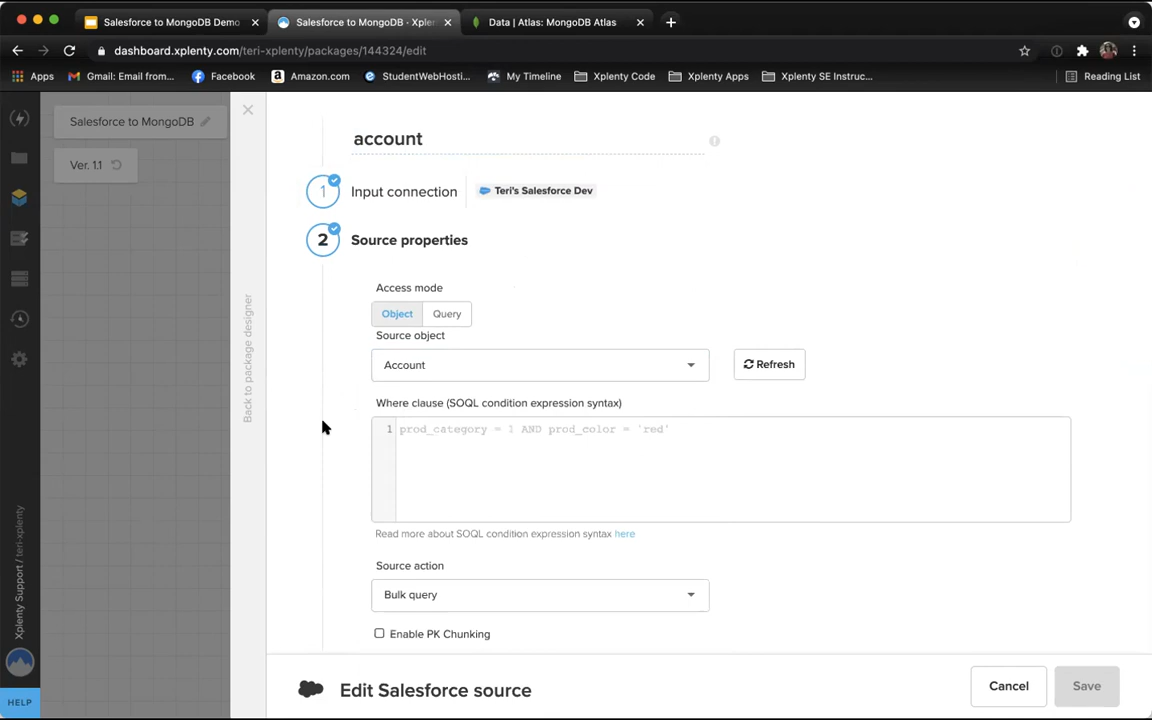 Salesforce to MongoDB Demo
Salesforce to MongoDB · Xplen
Data | Atlas: MongoDB Atlas
dashboard.xplenty.com/teri-xplenty/packages/144324/edit
Apps
Gmail: Email from...
Facebook
Amazon.com
StudentWebHosti...
My Timeline
Xplenty Code
Xplenty Apps
Xplenty SE Instruc...
Reading List
Salesforce to MongoDB
Ver. 1.1
Back to package designer
account
1 Input connection
Teri's Salesforce Dev
2 Source properties
Access mode
Object Query
Source object
Account
Refresh
Where clause (SOQL condition expression syntax)
1 prod_category = 1 AND prod_color = 'red'
Read more about SOQL condition expression syntax here
Source action
Bulk query
Enable PK Chunking
Xplenty Support / teri-xplenty
HELP
Edit Salesforce source
Cancel
Save